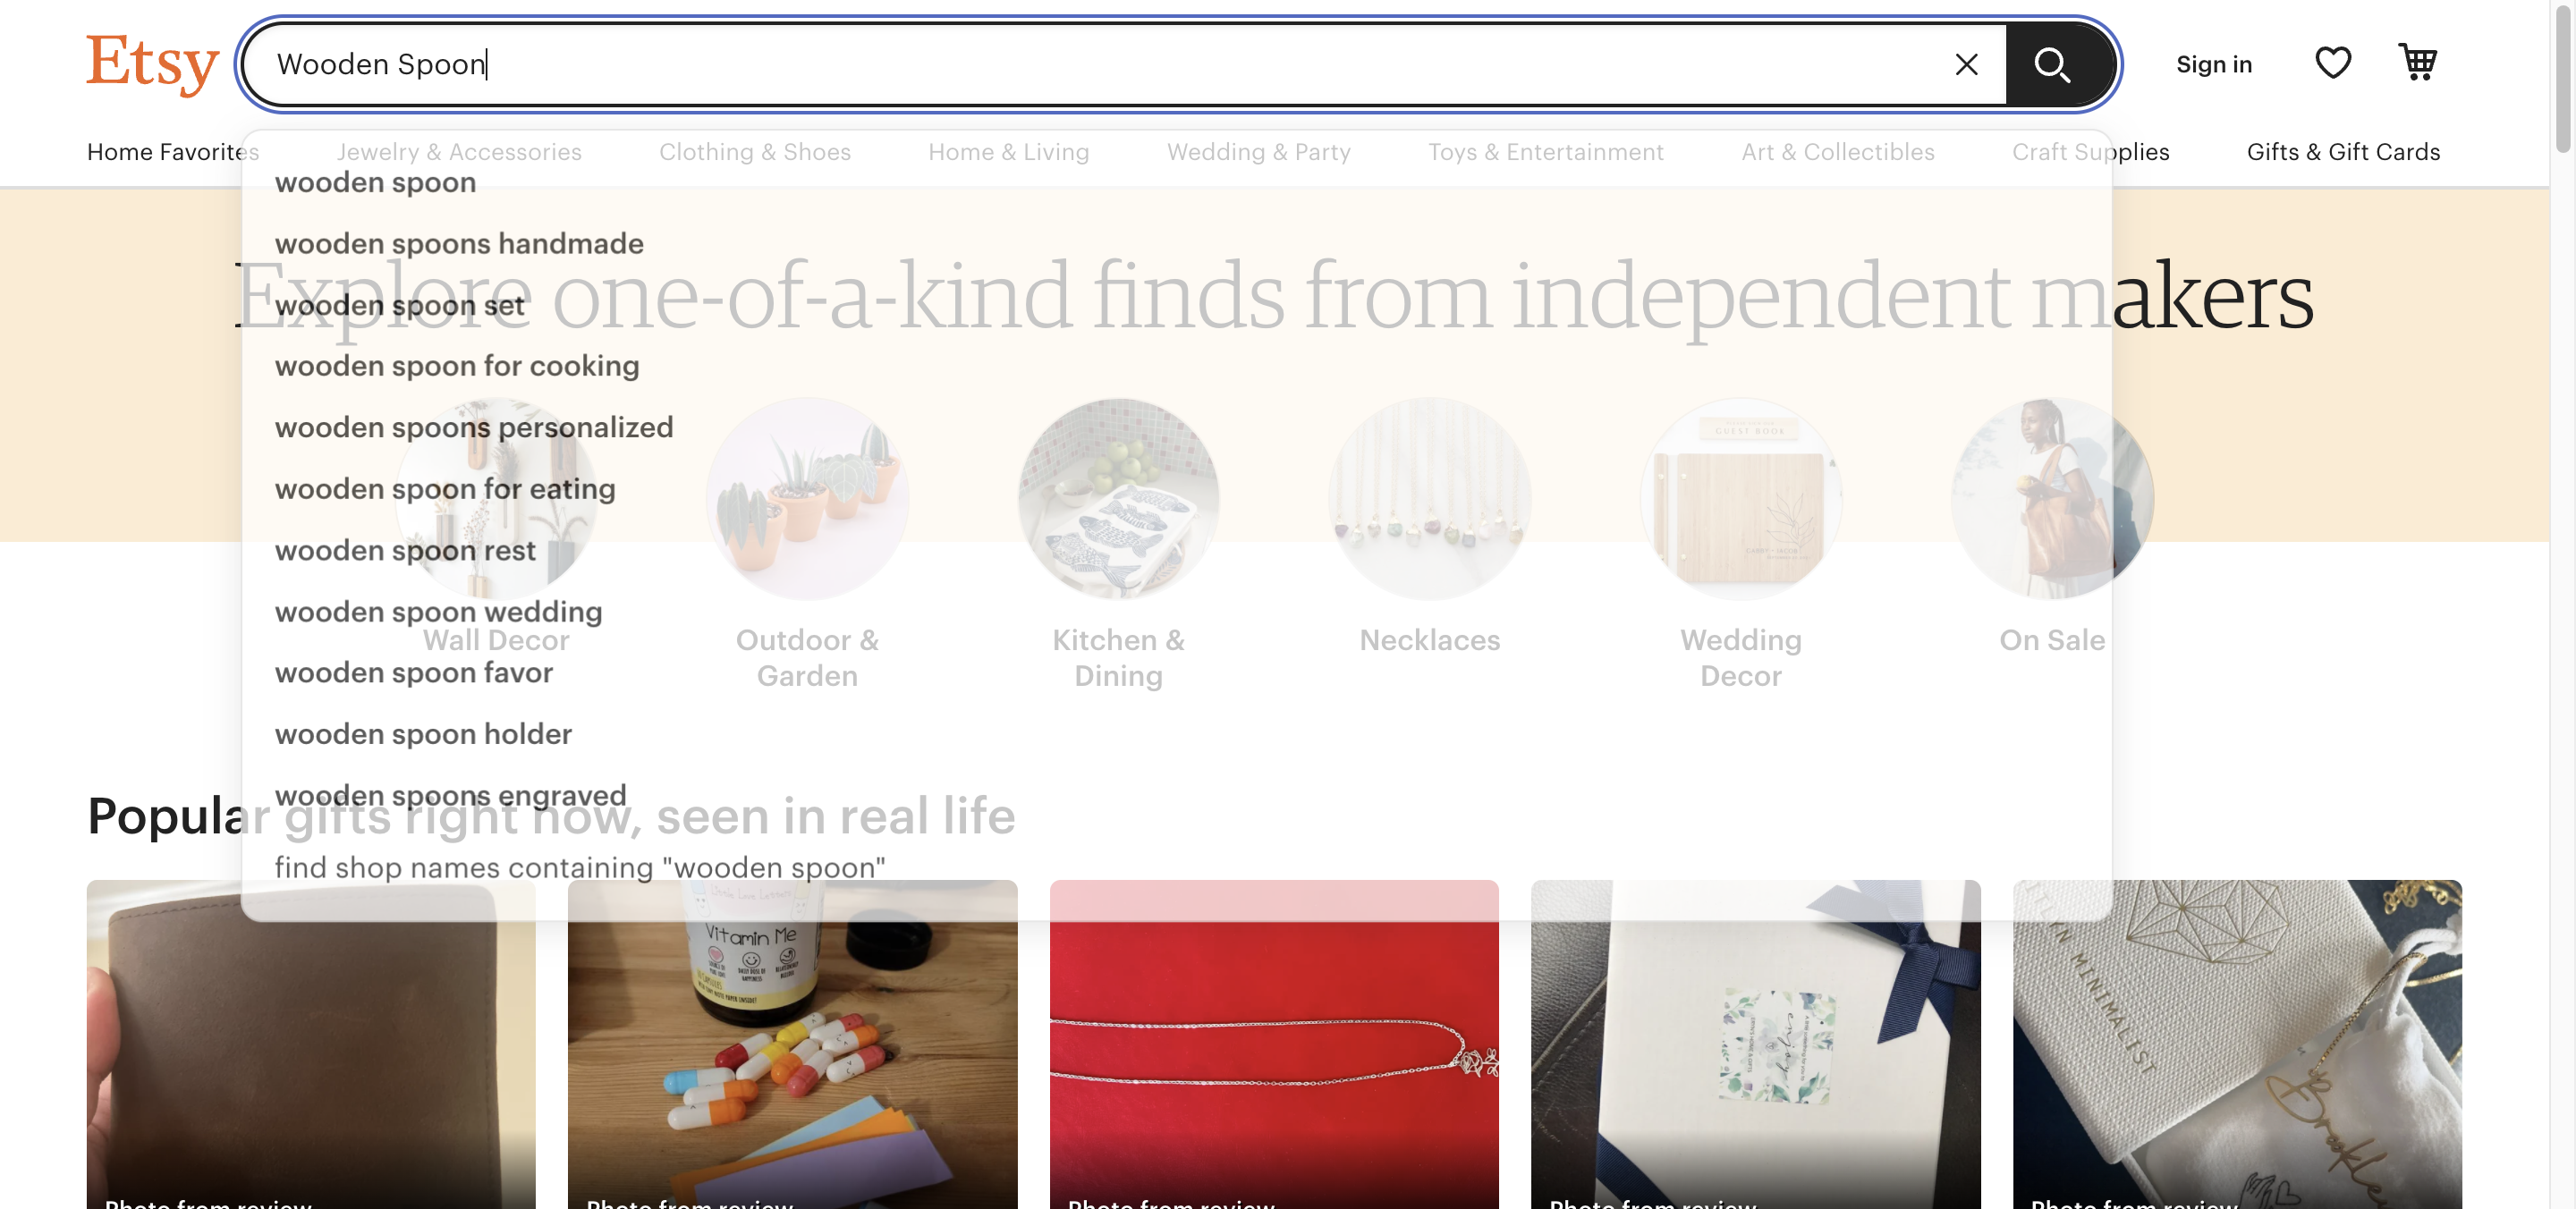 Etsy
Wooden Spoon
Sign in
Home Favorites
Jewelry & Accessories
Clothing & Shoes
Home & Living
Wedding & Party
Toys & Entertainment
Art & Collectibles
Craft Supplies
Gifts & Gift Cards
wooden spoon
wooden spoons handmade
wooden spoon set
wooden spoon for cooking
wooden spoons personalized
wooden spoon for eating
wooden spoon rest
wooden spoon wedding
wooden spoon favor
wooden spoon holder
wooden spoons engraved
find shop names containing "wooden spoon"
Explore one-of-a-kind finds from independent makers
GUEST BOOK
Wall Decor
Outdoor &
Garden
Kitchen &
Dining
Necklaces
Wedding
Decor
On Sale
Popular gifts right now, seen in real life
Vitamin Me
enjoy
MINIMALIST
Photo from review
Photo from review
Photo from review
Photo from review
Photo from review